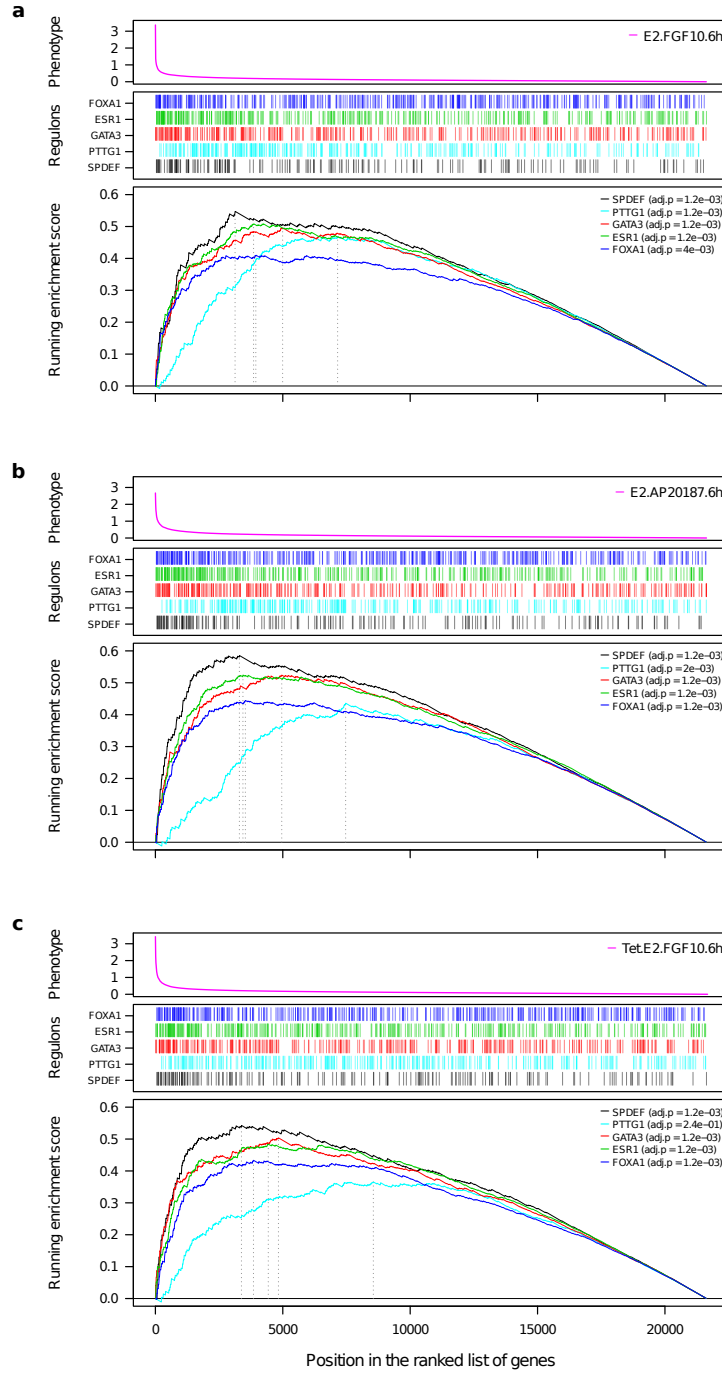 a
Phenotype
3
2
1
0
E2.FGF10.6h
Regulons
FOXA1
ESR1
GATA3
PTTG1
SPDEF
Running enrichment score
0.6
0.5
0.4
0.3
0.2
0.1
0.0
SPDEF (adj.p = 1.2e−03)
PTTG1 (adj.p = 1.2e−03)
GATA3 (adj.p = 1.2e−03)
ESR1 (adj.p = 1.2e−03)
FOXA1 (adj.p = 4e−03)
b
Phenotype
3
2
1
0
E2.AP20187.6h
Regulons
FOXA1
ESR1
GATA3
PTTG1
SPDEF
Running enrichment score
0.6
0.5
0.4
0.3
0.2
0.1
0.0
SPDEF (adj.p = 1.2e−03)
PTTG1 (adj.p = 2e−03)
GATA3 (adj.p = 1.2e−03)
ESR1 (adj.p = 1.2e−03)
FOXA1 (adj.p = 1.2e−03)
c
Phenotype
3
2
1
0
Tet.E2.FGF10.6h
Regulons
FOXA1
ESR1
GATA3
PTTG1
SPDEF
Running enrichment score
0.6
0.5
0.4
0.3
0.2
0.1
0.0
SPDEF (adj.p = 1.2e−03)
PTTG1 (adj.p = 2.4e−01)
GATA3 (adj.p = 1.2e−03)
ESR1 (adj.p = 1.2e−03)
FOXA1 (adj.p = 1.2e−03)
0 5000 10000 15000 20000
Position in the ranked list of genes